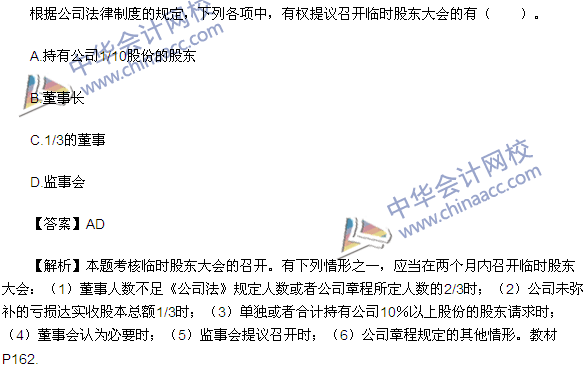 根据公司法律制度的规定，下列各项中，有权提议召开临时股东大会的有（　　）。
A.持有公司1/10股份的股东
B.董事长
C.1/3的董事
D.监事会
【答案】AD
【解析】本题考核临时股东大会的召开。有下列情形之一，应当在两个月内召开临时股东
大会：（1）董事人数不足《公司法》规定人数或者公司章程所定人数的2/3时；（2）公司未弥
补的亏损达实收股本总额1/3时；（3）单独或者合计持有公司10%以上股份的股东请求时；
（4）董事会认为必要时；（5）监事会提议召开时；（6）公司章程规定的其他情形。教材
P162.
中华会计网校
www.chinaacc.com
中华会计网校
www.chinaacc.com